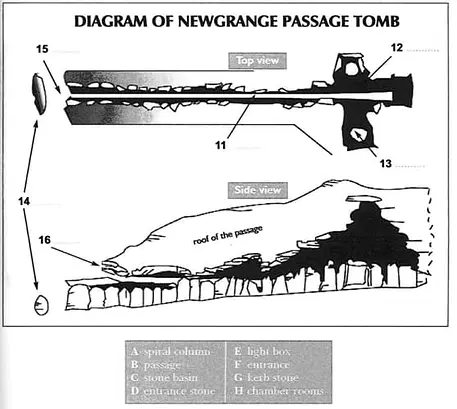 DIAGRAM OF NEWGRANGE PASSAGE TOMB
15
Top view
12
11
13
14
Side view
16
roof of the passage
A spiral column
B passage
C stone basin
D entrance stone
E light box
F entrance
G kerb stone
H chamber rooms